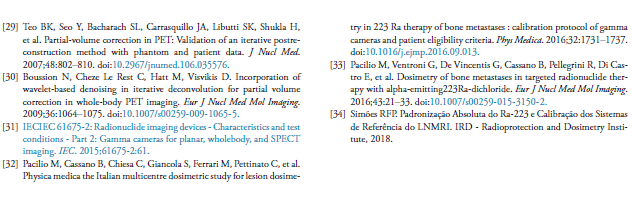 [29] Teo BK, Seo Y, Bacharach SL, Carrasquillo JA, Libutti SK, Shukla H,
et al. Partial-volume correction in PET: Validation of an iterative postre-
construction method with phantom and patient data. J Nucl Med.
2007;48:802–810. doi:10.2967/jnumed.106.035576.
[30] Boussion N, Cheze Le Rest C, Hatt M, Visvikis D. Incorporation of
wavelet-based denoising in iterative deconvolution for partial volume
correction in whole-body PET imaging. Eur J Nucl Med Mol Imaging.
2009;36:1064–1075. doi:10.1007/s00259-009-1065-5.
[31] IECIEC 61675-2: Radionuclide imaging devices - Characteristics and test
conditions - Part 2: Gamma cameras for planar, wholebody, and SPECT
imaging. IEC. 2015;61675-2:61.
[32] Pacilio M, Cassano B, Chiesa C, Giancola S, Ferrari M, Pettinato C, et al.
Physica medica the Italian multicentre dosimetric study for lesion dosime-
try in 223 Ra therapy of bone metastases : calibration protocol of gamma
cameras and patient eligibility criteria. Phys Medica. 2016;32:1731–1737.
doi:10.1016/j.ejmp.2016.09.013.
[33] Pacilio M, Ventroni G, De Vincentis G, Cassano B, Pellegrini R, Di Cas-
tro E, et al. Dosimetry of bone metastases in targeted radionuclide ther-
apy with alpha-emitting223Ra-dichloride. Eur J Nucl Med Mol Imaging.
2016;43:21–33. doi:10.1007/s00259-015-3150-2.
[34] Simões RFP. Padronização Absoluta do Ra-223 e Calibração dos Sistemas
de Referência do LNMRI. IRD - Radioprotection and Dosimetry Insti-
tute, 2018.